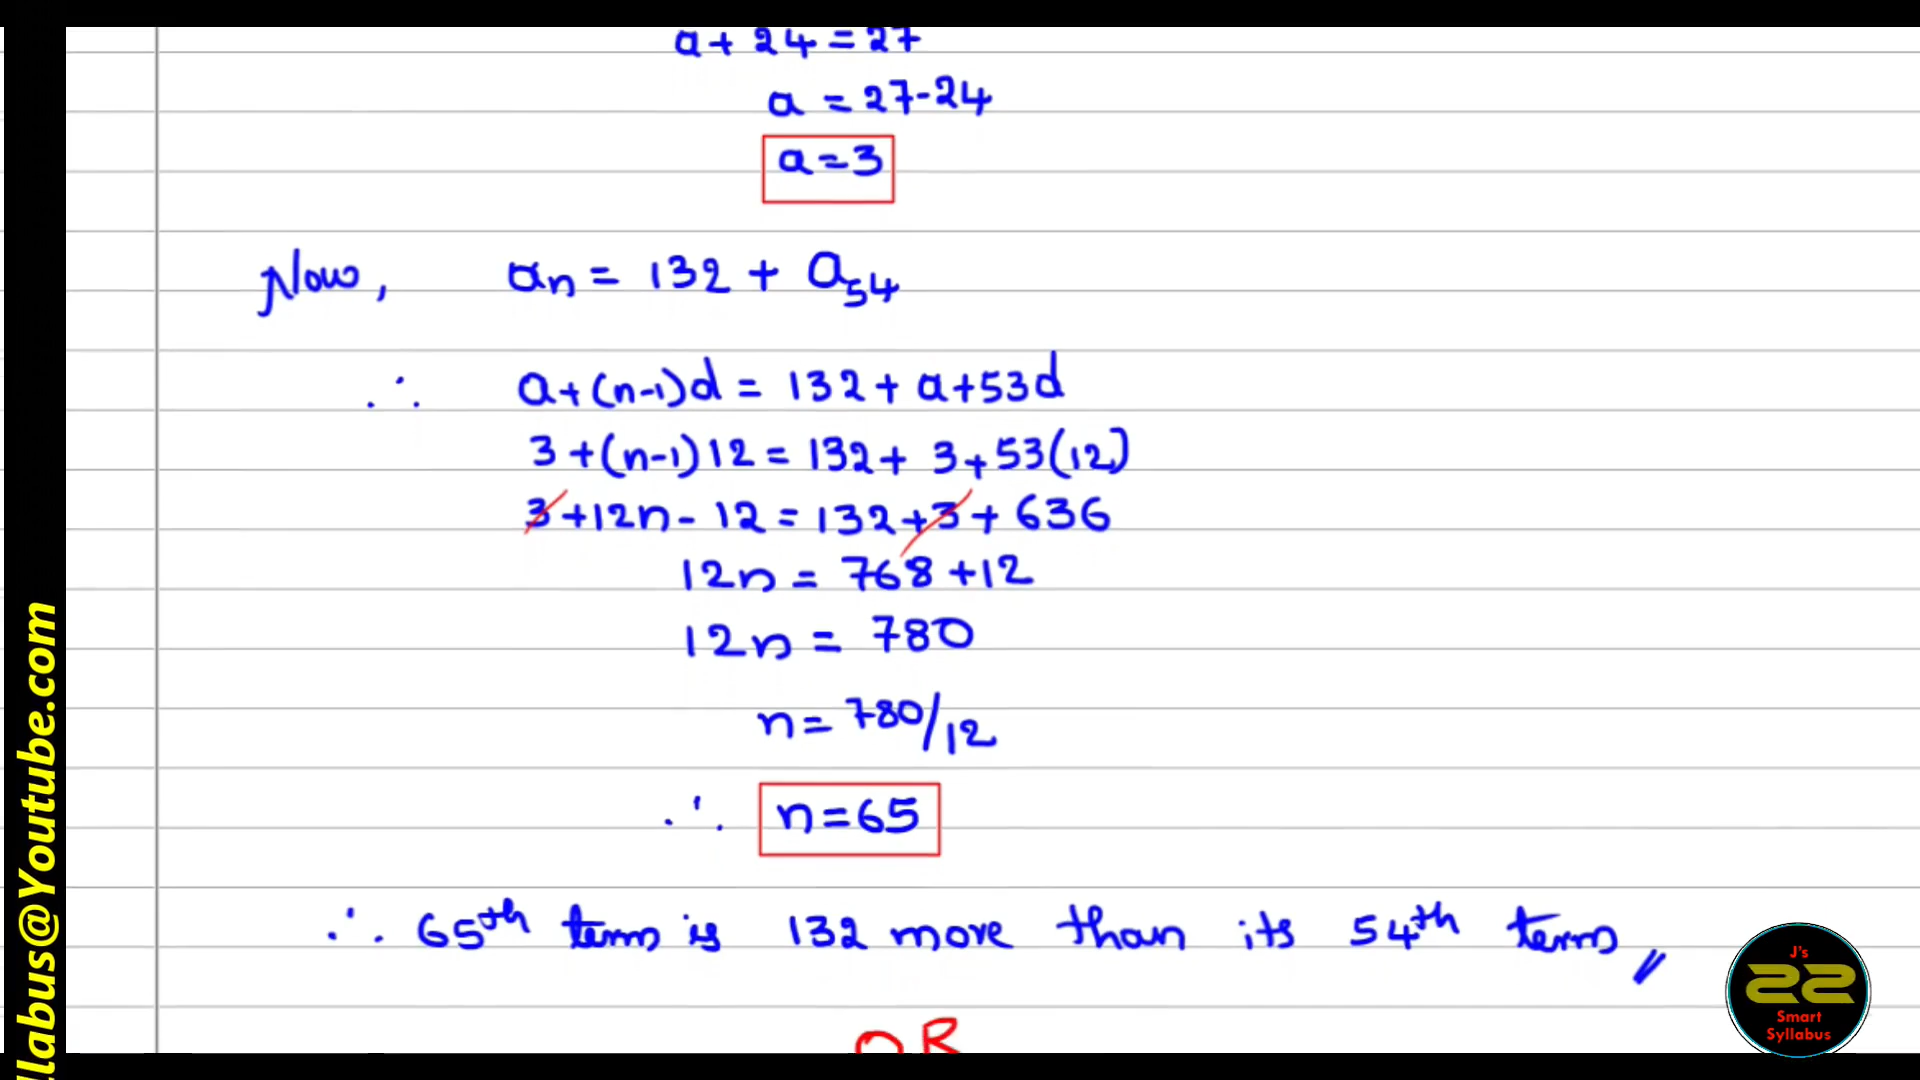 a + 24 = 27
a = 27-24
a = 3
Now, an = 132 + a54
∴ a+(n-1)d = 132 + a+53d
3 +(n-1)12 = 132+ 3+53(12)
3 +12n - 12 = 132+3 + 636
12n = 768 +12
12n = 780
n = 780/12
∴ n=65
∴ 65th term is 132 more than its 54th term
OR
llabus@Youtube.com
J's
22
Smart
Syllabus